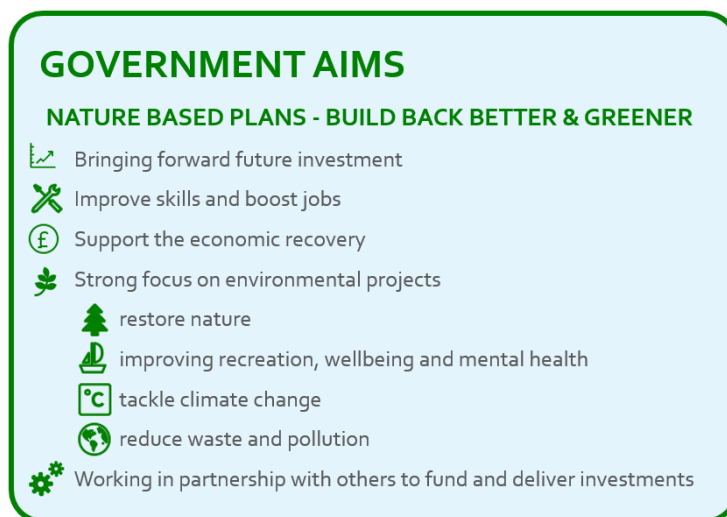 GOVERNMENT AIMS
NATURE BASED PLANS - BUILD BACK BETTER & GREENER
Bringing forward future investment
Improve skills and boost jobs
£ Support the economic recovery
Strong focus on environmental projects
restore nature
improving recreation, wellbeing and mental health
°C tackle climate change
reduce waste and pollution
Working in partnership with others to fund and deliver investments